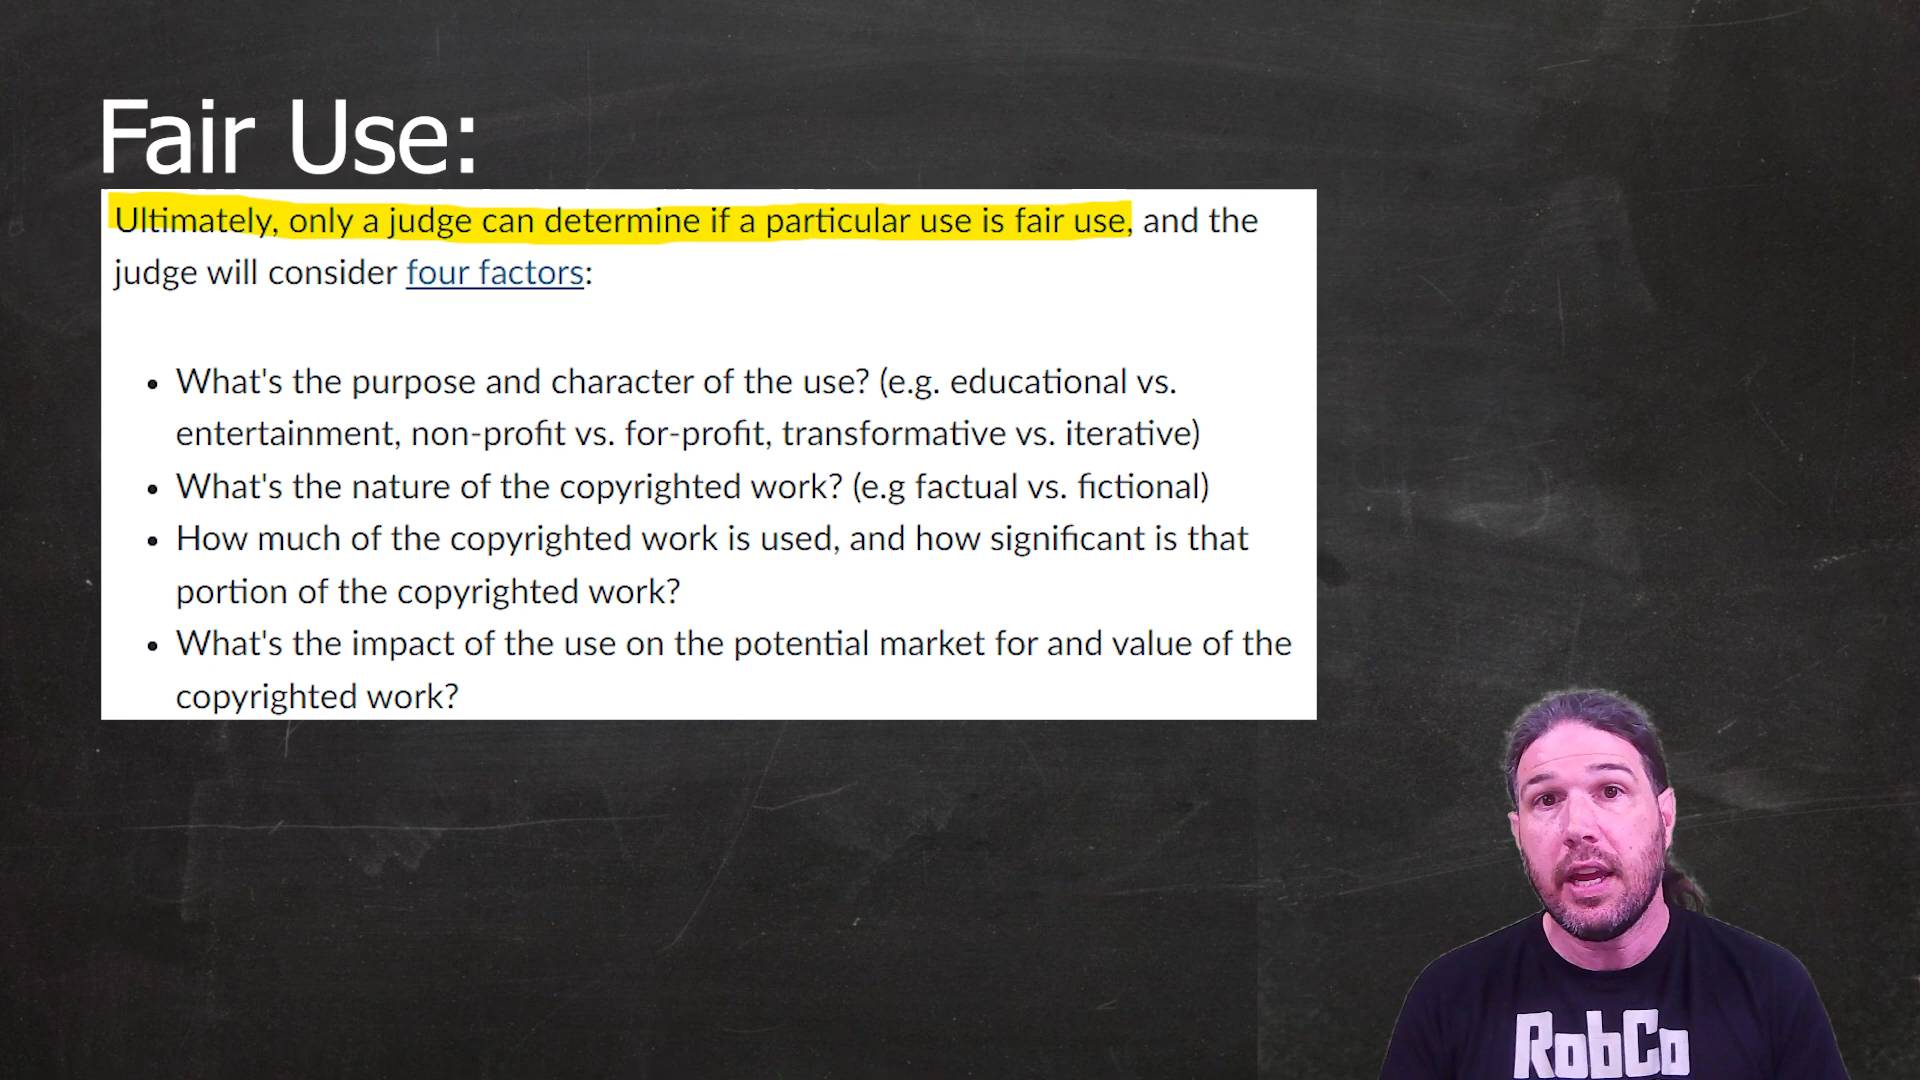 Fair Use:
Ultimately, only a judge can determine if a particular use is fair use, and the
judge will consider four factors:
• What's the purpose and character of the use? (e.g. educational vs.
entertainment, non-profit vs. for-profit, transformative vs. iterative)
• What's the nature of the copyrighted work? (e.g factual vs. fictional)
• How much of the copyrighted work is used, and how significant is that
portion of the copyrighted work?
• What's the impact of the use on the potential market for and value of the
copyrighted work?
RobCo